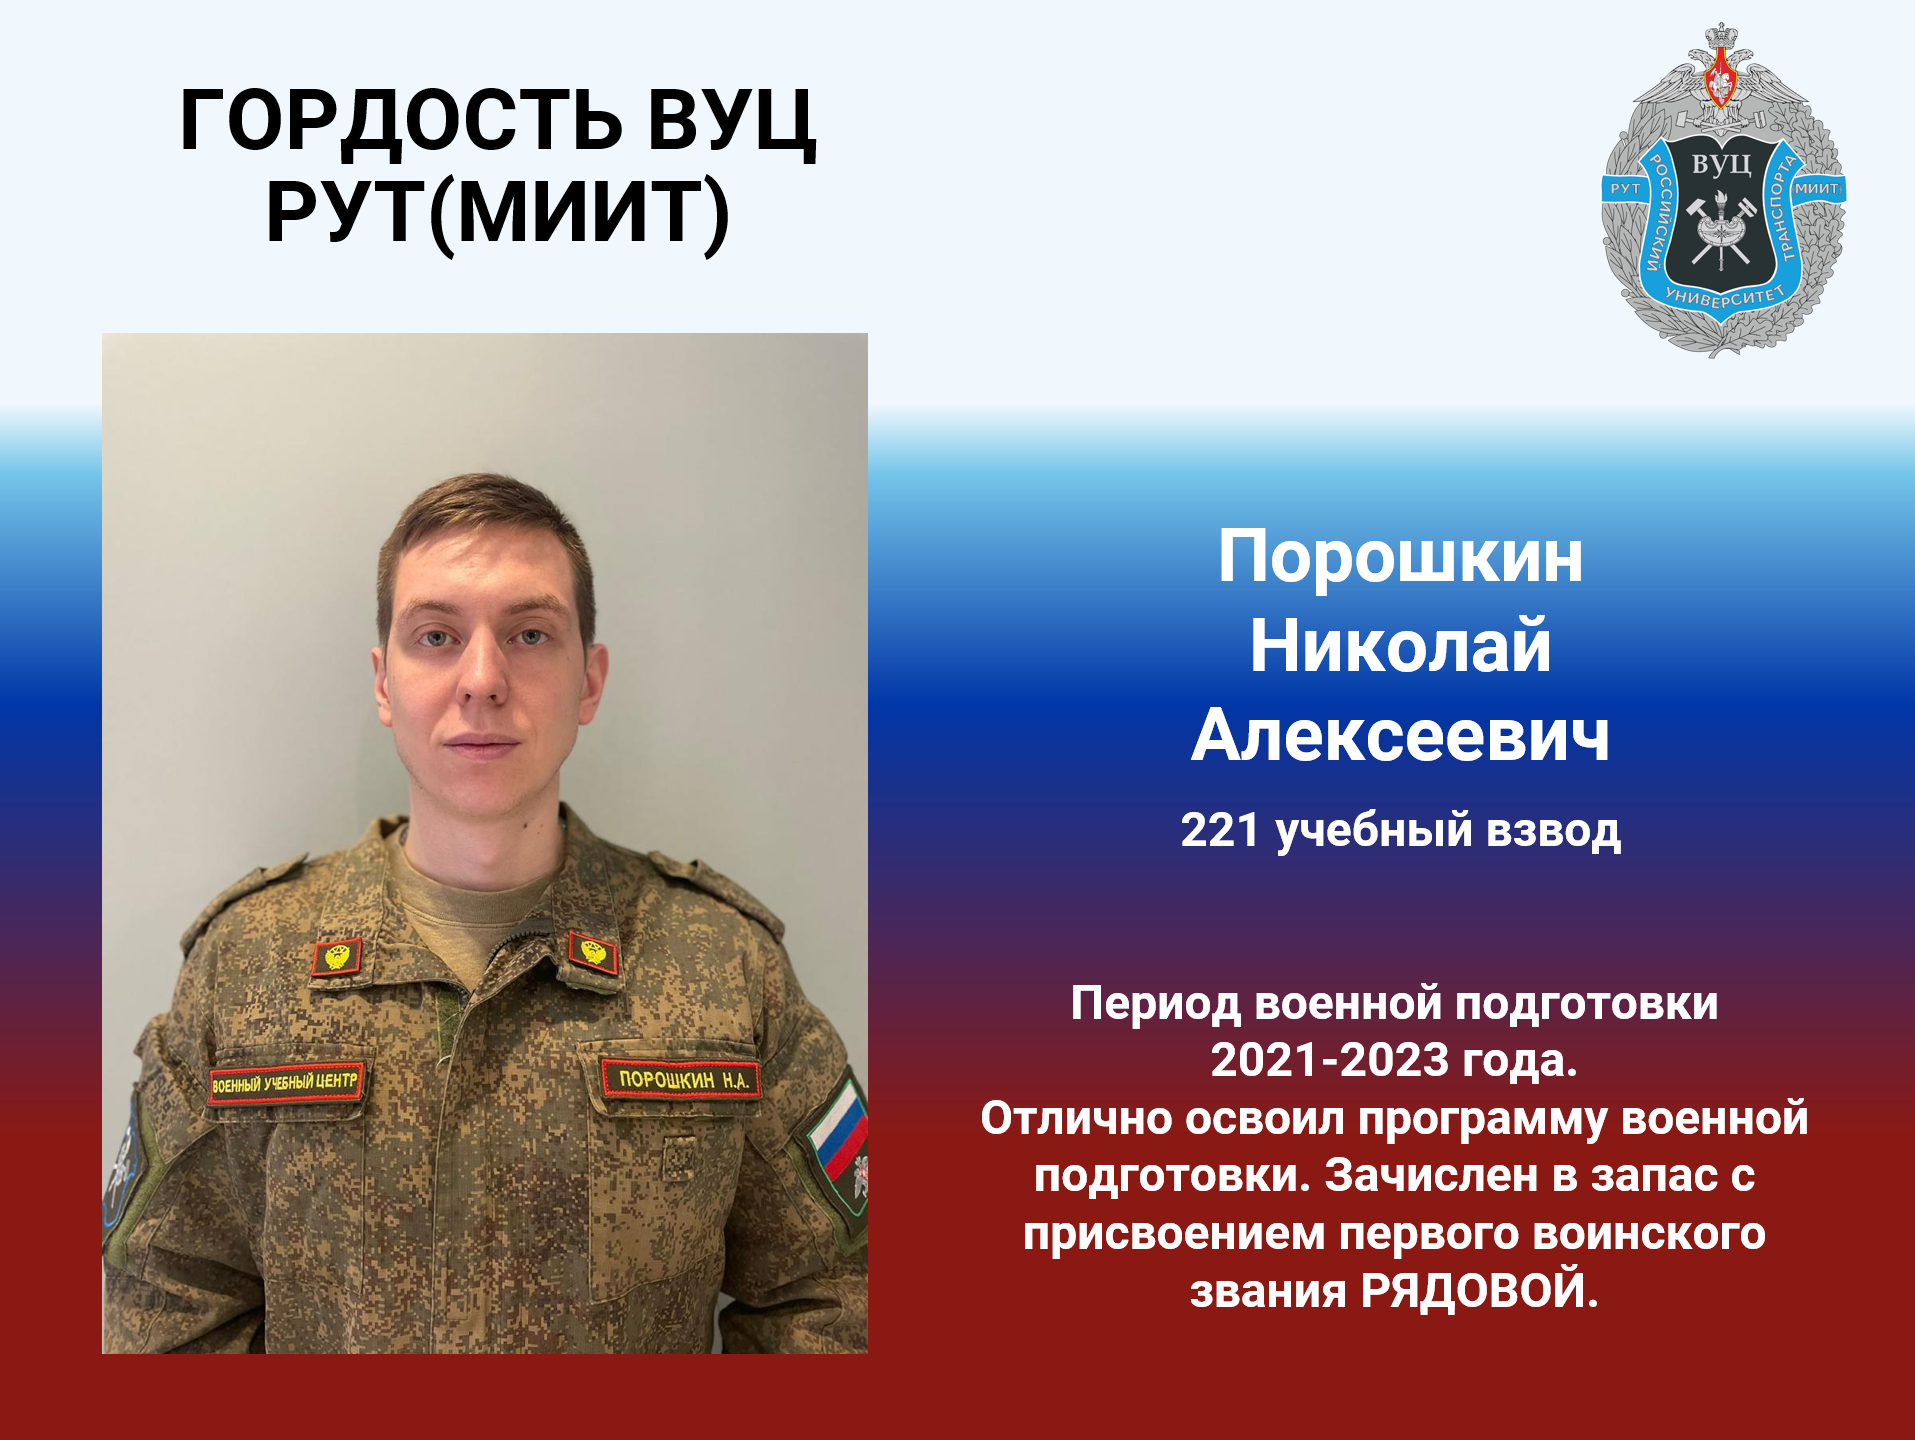 ГОРДОСТЬ ВУЦ
РУТ(МИИТ)
ВУЦ
РУТ
МИИТ
РОССИЙСКИЙ
УНИВЕРСИТЕТ
ТРАНСПОРТА
Порошкин
Николай
Алексеевич
221 учебный взвод
Период военной подготовки
2021-2023 года.
Отлично освоил программу военной
подготовки. Зачислен в запас с
присвоением первого воинского
звания РЯДОВОЙ.
ВОЕННЫЙ УЧЕБНЫЙ ЦЕНТР
ПОРОШКИН Н.А.